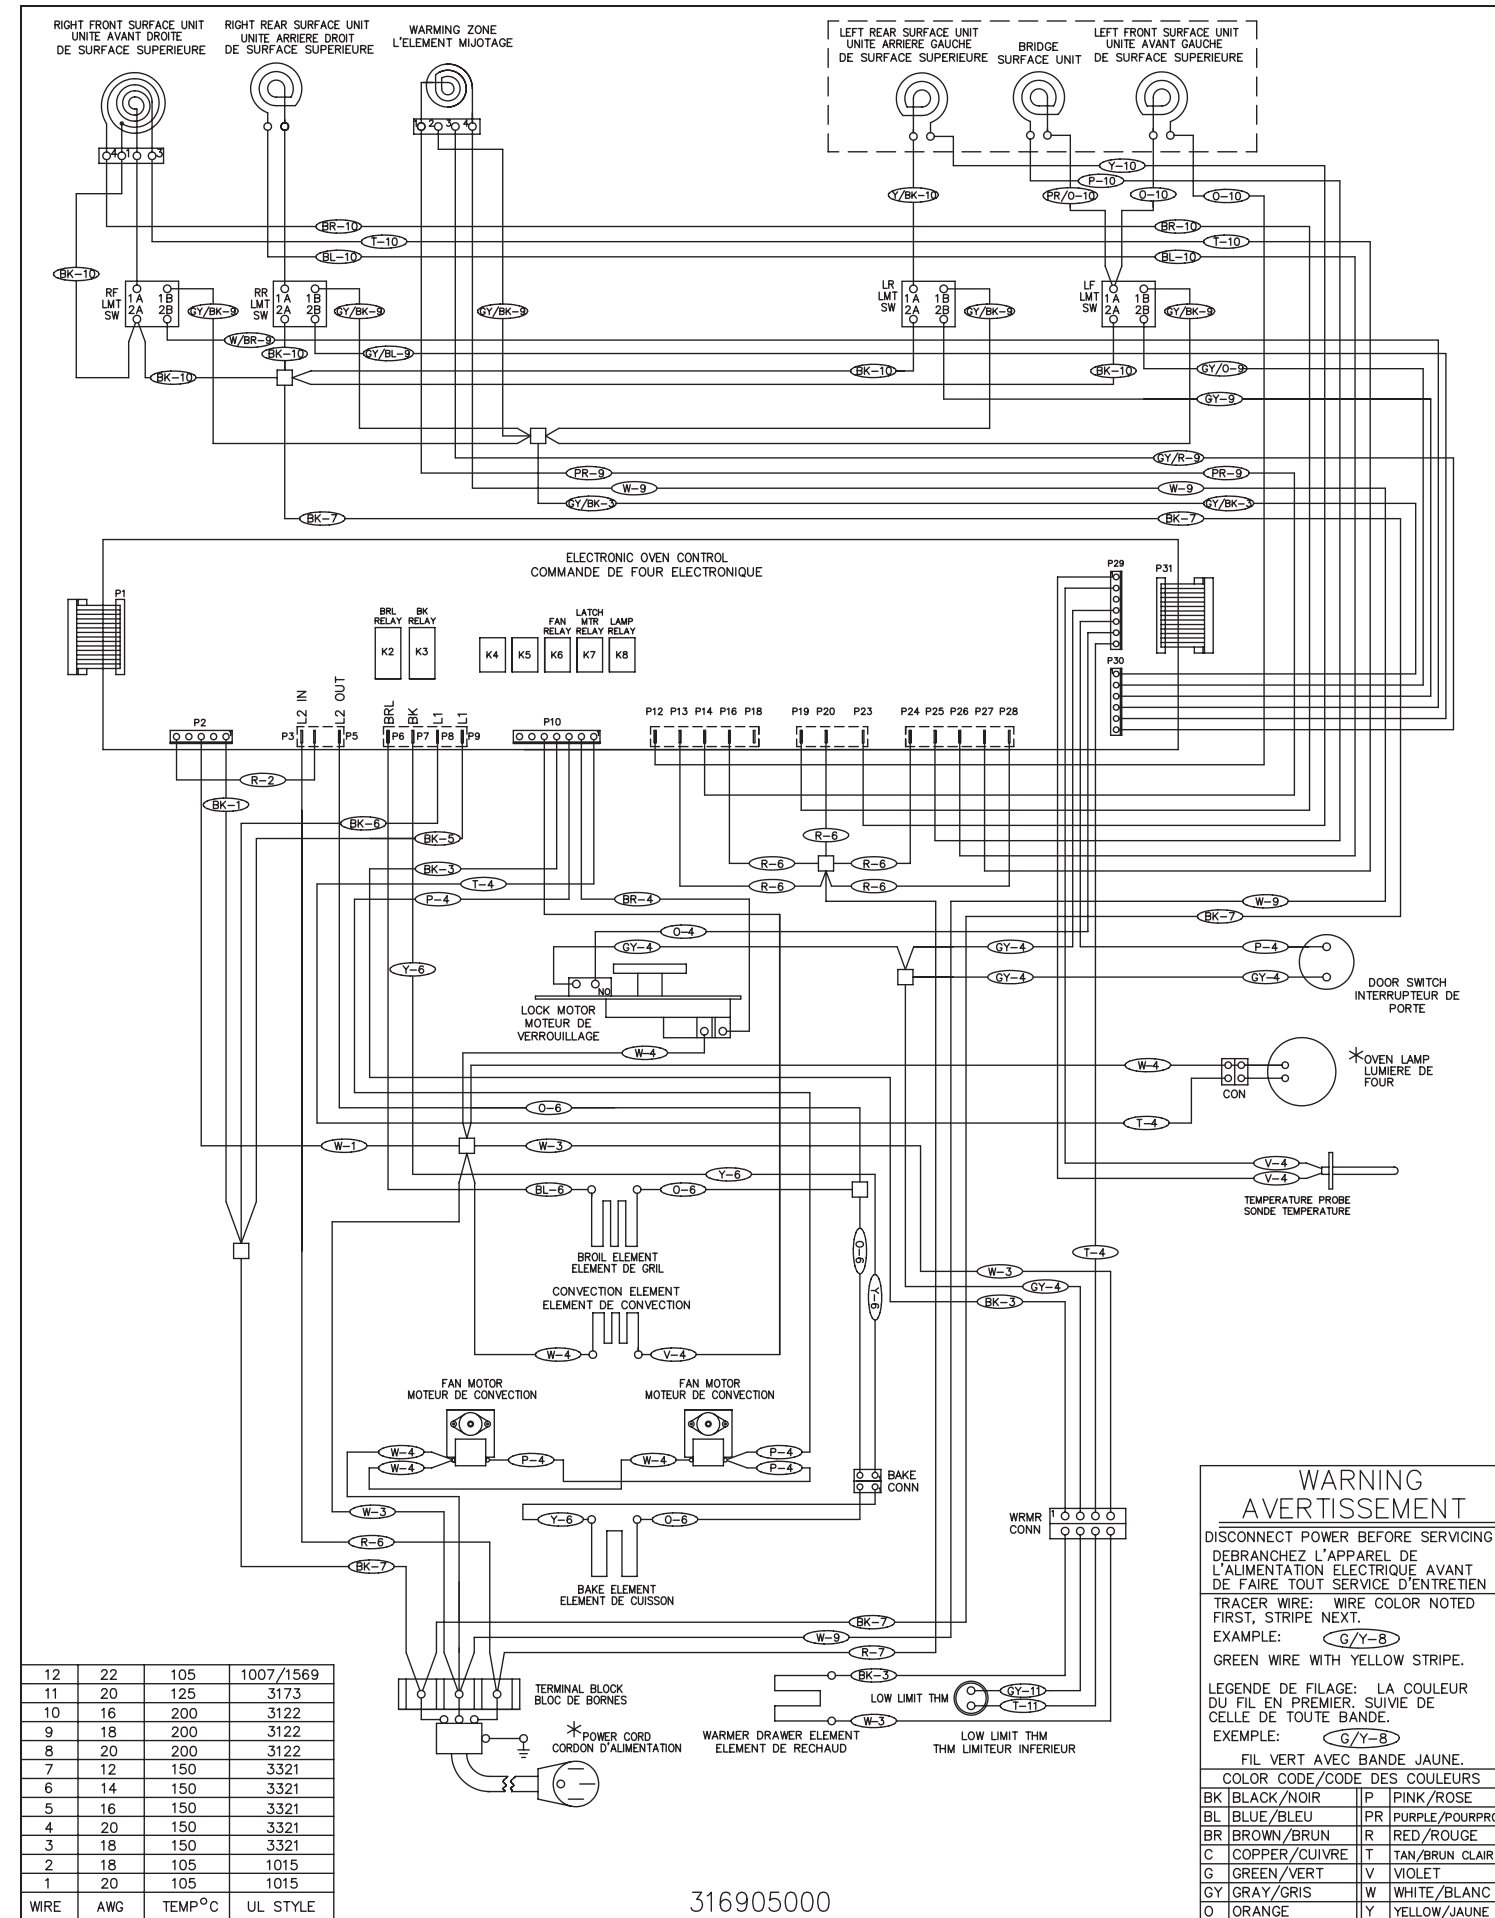 RIGHT FRONT SURFACE UNIT
UNITE AVANT DROITE
DE SURFACE SUPERIEURE
RIGHT REAR SURFACE UNIT
UNITE ARRIERE DROIT
DE SURFACE SUPERIEURE
WARMING ZONE
L'ELEMENT MIJOTAGE
LEFT REAR SURFACE UNIT
UNITE ARRIERE GAUCHE
DE SURFACE SUPERIEURE
BRIDGE
SURFACE UNIT
LEFT FRONT SURFACE UNIT
UNITE AVANT GAUCHE
DE SURFACE SUPERIEURE
4 1 3
1 2 3 4
Y-10
P-10
Y/BK-10 PR/O-10 O-10 O-10
BR-10 BR-10
T-10 T-10
BL-10 BL-10
BK-10
RF
LMT
SW
1A 1B
2A 2B
GY/BK-9
RR
LMT
SW
1A 1B
2A 2B
GY/BK-9
GY/BK-9
LR
LMT
SW
1A 1B
2A 2B
GY/BK-9
LF
LMT
SW
1A 1B
2A 2B
GY/BK-9
W/BR-9
BK-10 GY/BL-9
BK-10 BK-10 BK-10 GY/O-9
GY-9
GY/R-9
PR-9 PR-9
W-9 W-9
GY/BK-3 GY/BK-3
BK-7 BK-7
ELECTRONIC OVEN CONTROL
COMMANDE DE FOUR ELECTRONIQUE
P1
P29
P31
P30
BRL
RELAY
K2
BK
RELAY
K3
K4
K5
FAN
RELAY
K6
LATCH
MTR
RELAY
K7
LAMP
RELAY
K8
P2
L2 IN
L2 OUT
P3 P5
BRL
BK
L1
L1
P6 P7 P8 P9
P10
P12 P13 P14 P16 P18
P19 P20 P23
P24 P25 P26 P27 P28
R-2
BK-1
BK-6
BK-5
R-6
BK-3
R-6 R-6
T-4
R-6 R-6
P-4
BR-4
W-9
BK-7
O-4
GY-4 GY-4 P-4
Y-6
GY-4 GY-4
NO
LOCK MOTOR
MOTEUR DE
VERROUILLAGE
DOOR SWITCH
INTERRUPTEUR DE
PORTE
W-4
W-4
CON
OVEN LAMP
LUMIERE DE
FOUR
O-6
T-4
W-1 W-3
Y-6
BL-6 O-6
V-4
V-4
TEMPERATURE PROBE
SONDE TEMPERATURE
BROIL ELEMENT
ELEMENT DE GRIL
O-6
T-4
W-3
GY-4
BK-3
Y-6
CONVECTION ELEMENT
ELEMENT DE CONVECTION
W-4 V-4
FAN MOTOR
MOTEUR DE CONVECTION
FAN MOTOR
MOTEUR DE CONVECTION
W-4
W-4
P-4
W-4
P-4
P-4
BAKE
CONN
W-3
Y-6 O-6
WRMR
CONN
1
R-6
BK-7
BAKE ELEMENT
ELEMENT DE CUISSON
BK-7
W-9
R-7
TERMINAL BLOCK
BLOC DE BORNES
POWER CORD
CORDON D'ALIMENTATION
BK-3
W-3
WARMER DRAWER ELEMENT
ELEMENT DE RECHAUD
LOW LIMIT THM
GY-11
T-11
LOW LIMIT THM
THM LIMITEUR INFERIEUR
WARNING
AVERTISSEMENT
DISCONNECT POWER BEFORE SERVICING
DEBRANCHEZ L'APPAREL DE
L'ALIMENTATION ELECTRIQUE AVANT
DE FAIRE TOUT SERVICE D'ENTRETIEN
TRACER WIRE: WIRE COLOR NOTED
FIRST, STRIPE NEXT.
EXAMPLE: G/Y-8
GREEN WIRE WITH YELLOW STRIPE.
LEGENDE DE FILAGE: LA COULEUR
DU FIL EN PREMIER. SUIVIE DE
CELLE DE TOUTE BANDE.
EXEMPLE: G/Y-8
FIL VERT AVEC BANDE JAUNE.
COLOR CODE/CODE DES COULEURS
BK BLACK/NOIR P PINK/ROSE
BL BLUE/BLEU PR PURPLE/POURPRO
BR BROWN/BRUN R RED/ROUGE
C COPPER/CUIVRE T TAN/BRUN CLAIR
G GREEN/VERT V VIOLET
GY GRAY/GRIS W WHITE/BLANC
O ORANGE Y YELLOW/JAUNE
12 22 105 1007/1569
11 20 125 3173
10 16 200 3122
9 18 200 3122
8 20 200 3122
7 12 150 3321
6 14 150 3321
5 16 150 3321
4 20 150 3321
3 18 150 3321
2 18 105 1015
1 20 105 1015
WIRE AWG TEMP°C UL STYLE
316905000